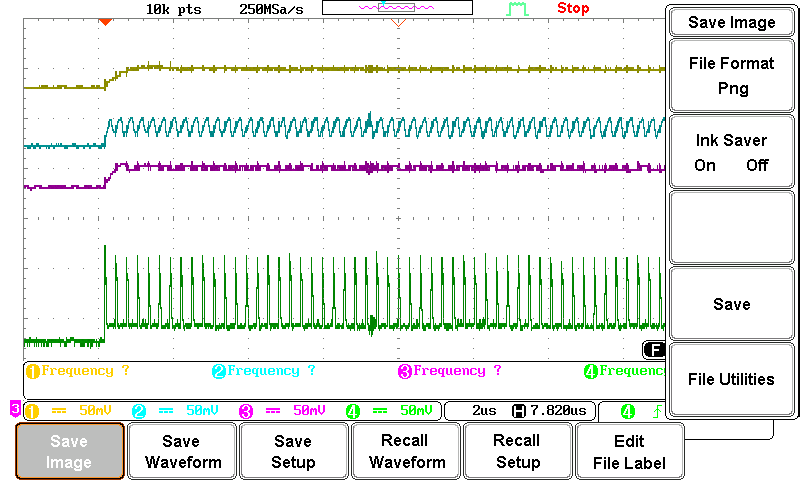 10k pts 250MSa/s Stop
Save Image
File Format
Png
Ink Saver
On Off
Save
File Utilities
F
1 Frequency ? 2 Frequency ? 3 Frequency ? 4 Frequenc
3 1 50mV 2 50mV 3 50mV 4 50mV 2us H 7.820us 4
Save
Image
Save
Waveform
Save
Setup
Recall
Waveform
Recall
Setup
Edit
File Label